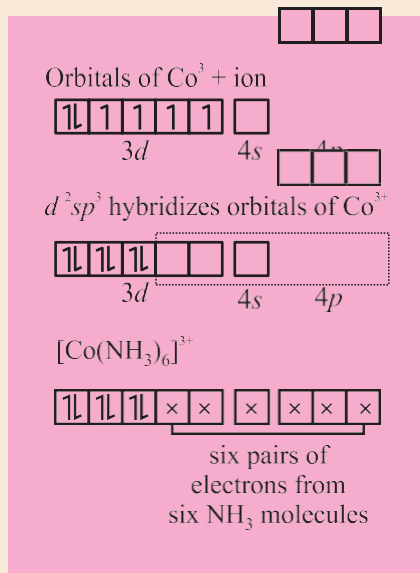 Orbitals of Co³ + ion
↿⇂ ↿ ↿ ↿ ↿
3d 4s 4p
d²sp³ hybridizes orbitals of Co³⁺
↿⇂ ↿⇂ ↿⇂
3d 4s 4p
[Co(NH₃)₆]³⁺
↿⇂ ↿⇂ ↿⇂ × × × × × ×
six pairs of
electrons from
six NH₃ molecules